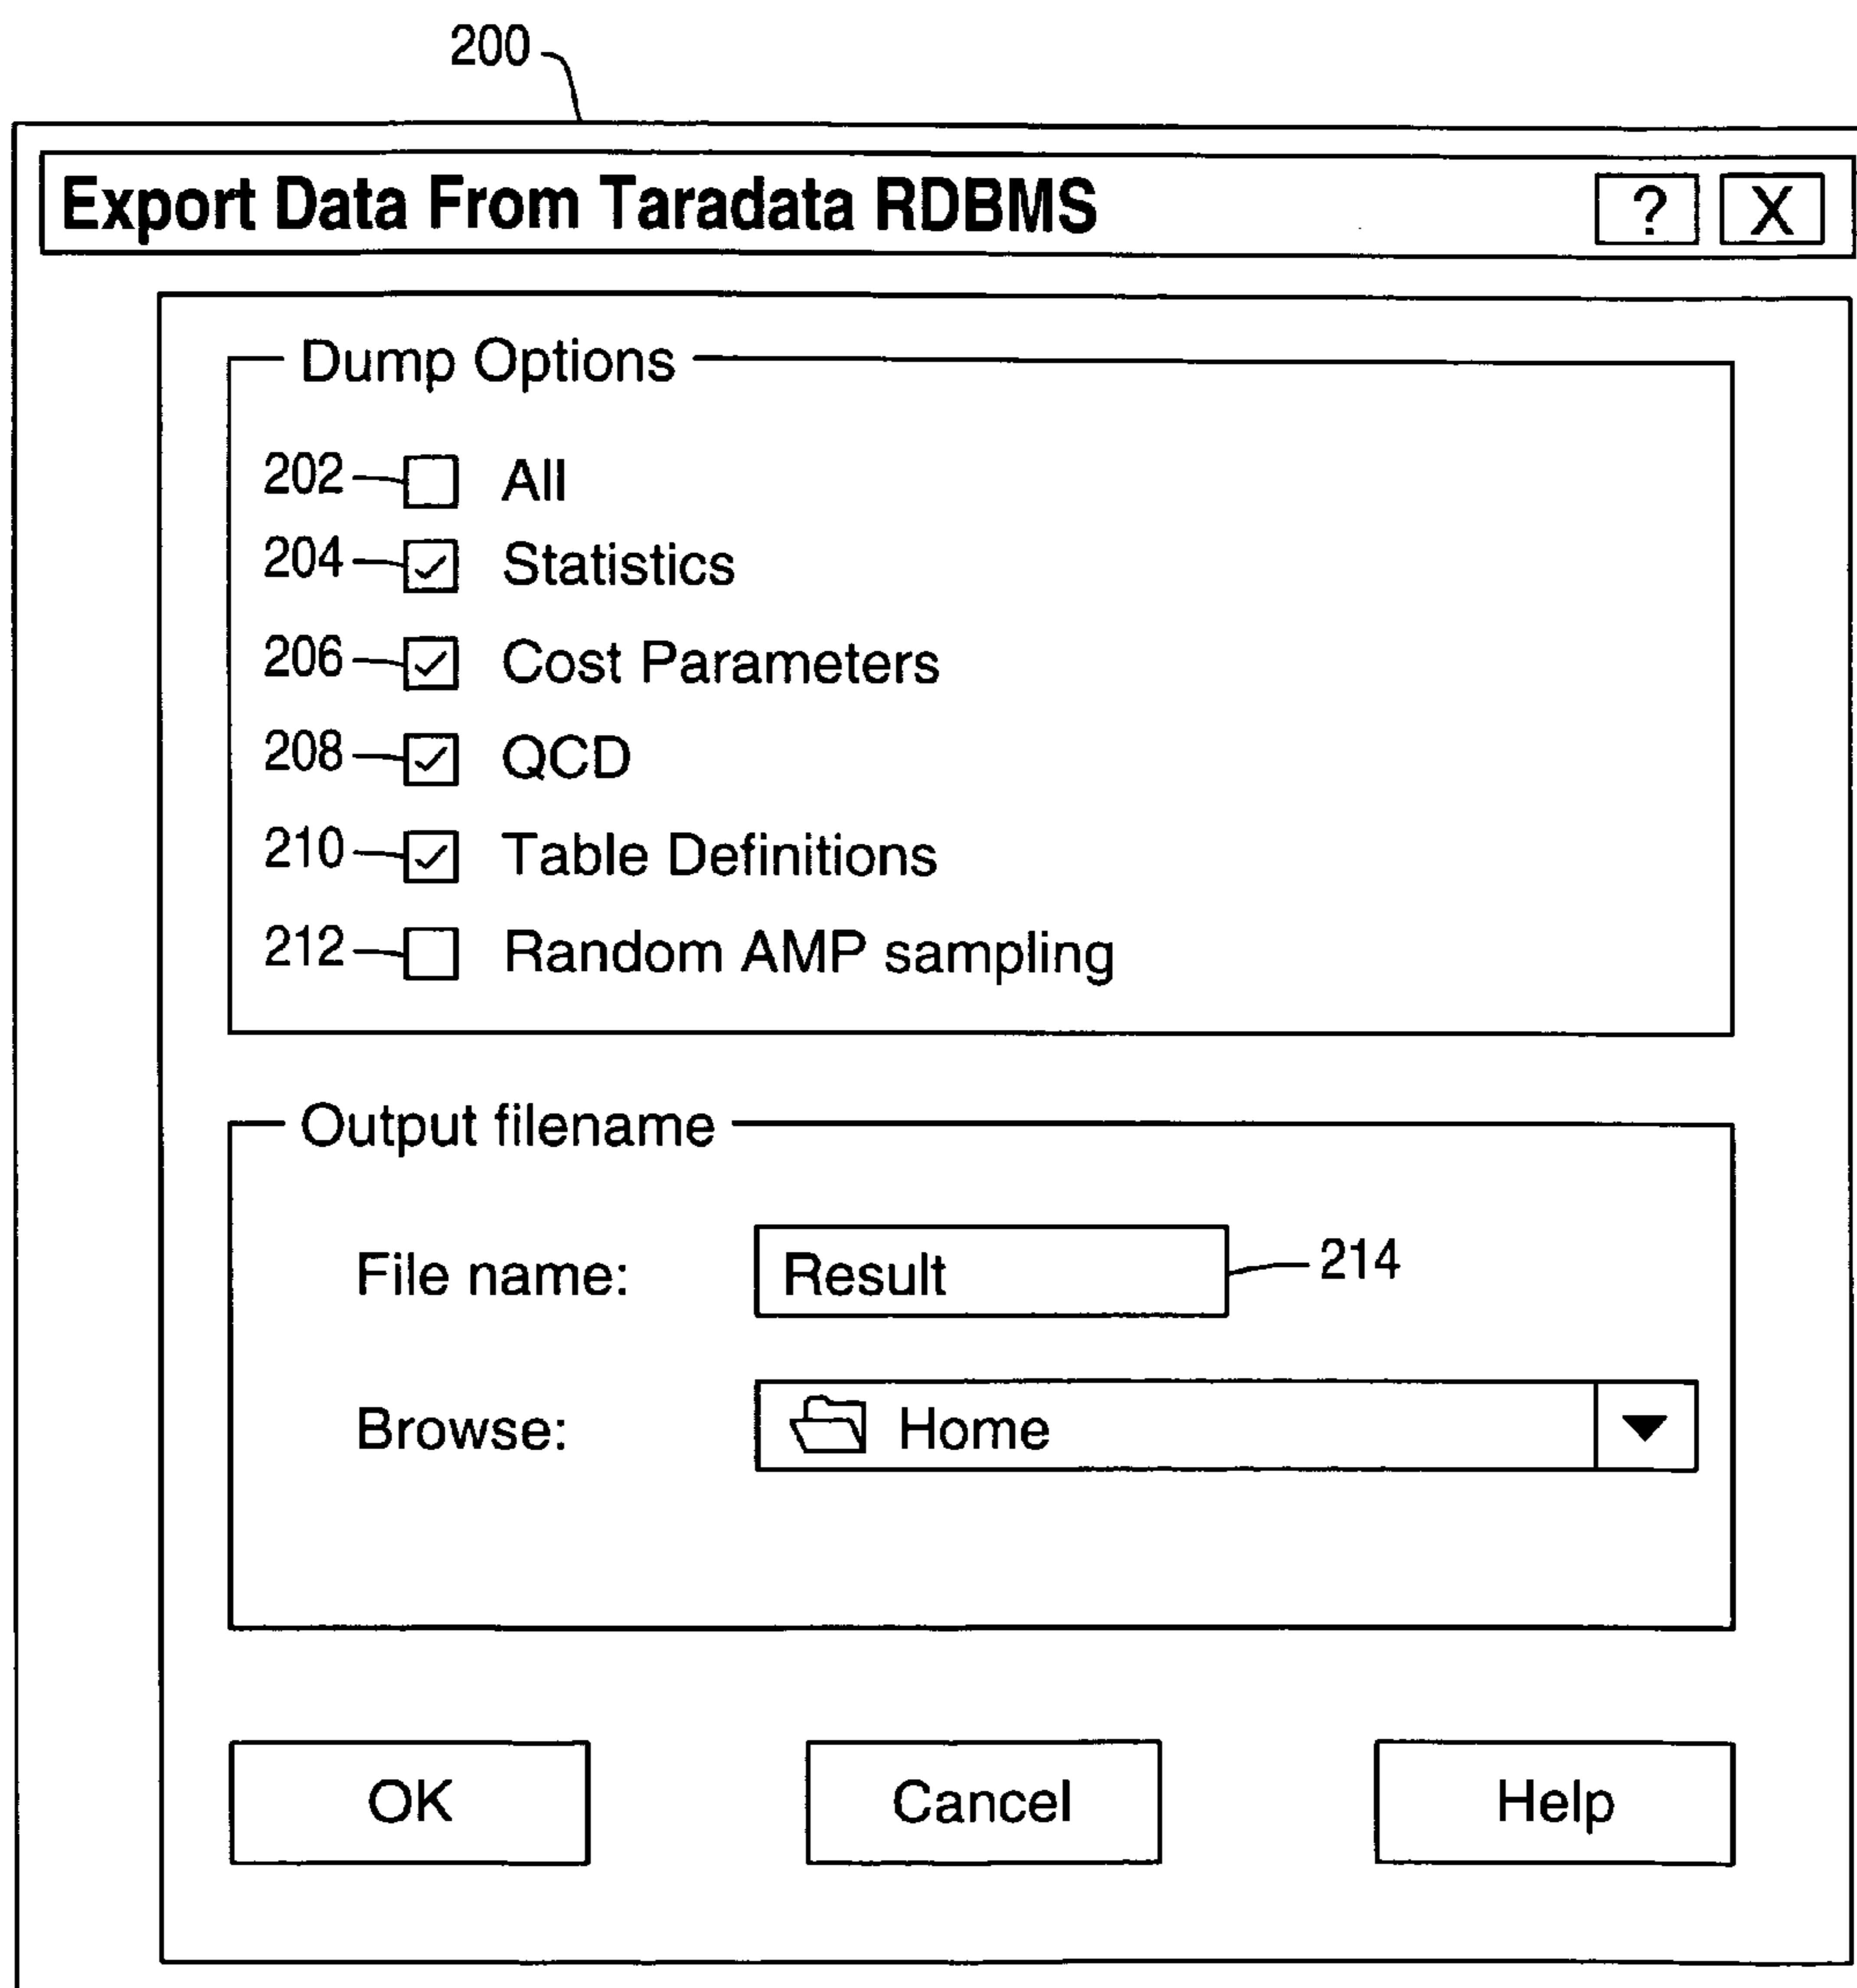 200
Export Data From Taradata RDBMS ? X
Dump Options
202 All
204 Statistics
206 Cost Parameters
208 QCD
210 Table Definitions
212 Random AMP sampling
Output filename
File name: Result 214
Browse: Home
OK Cancel Help